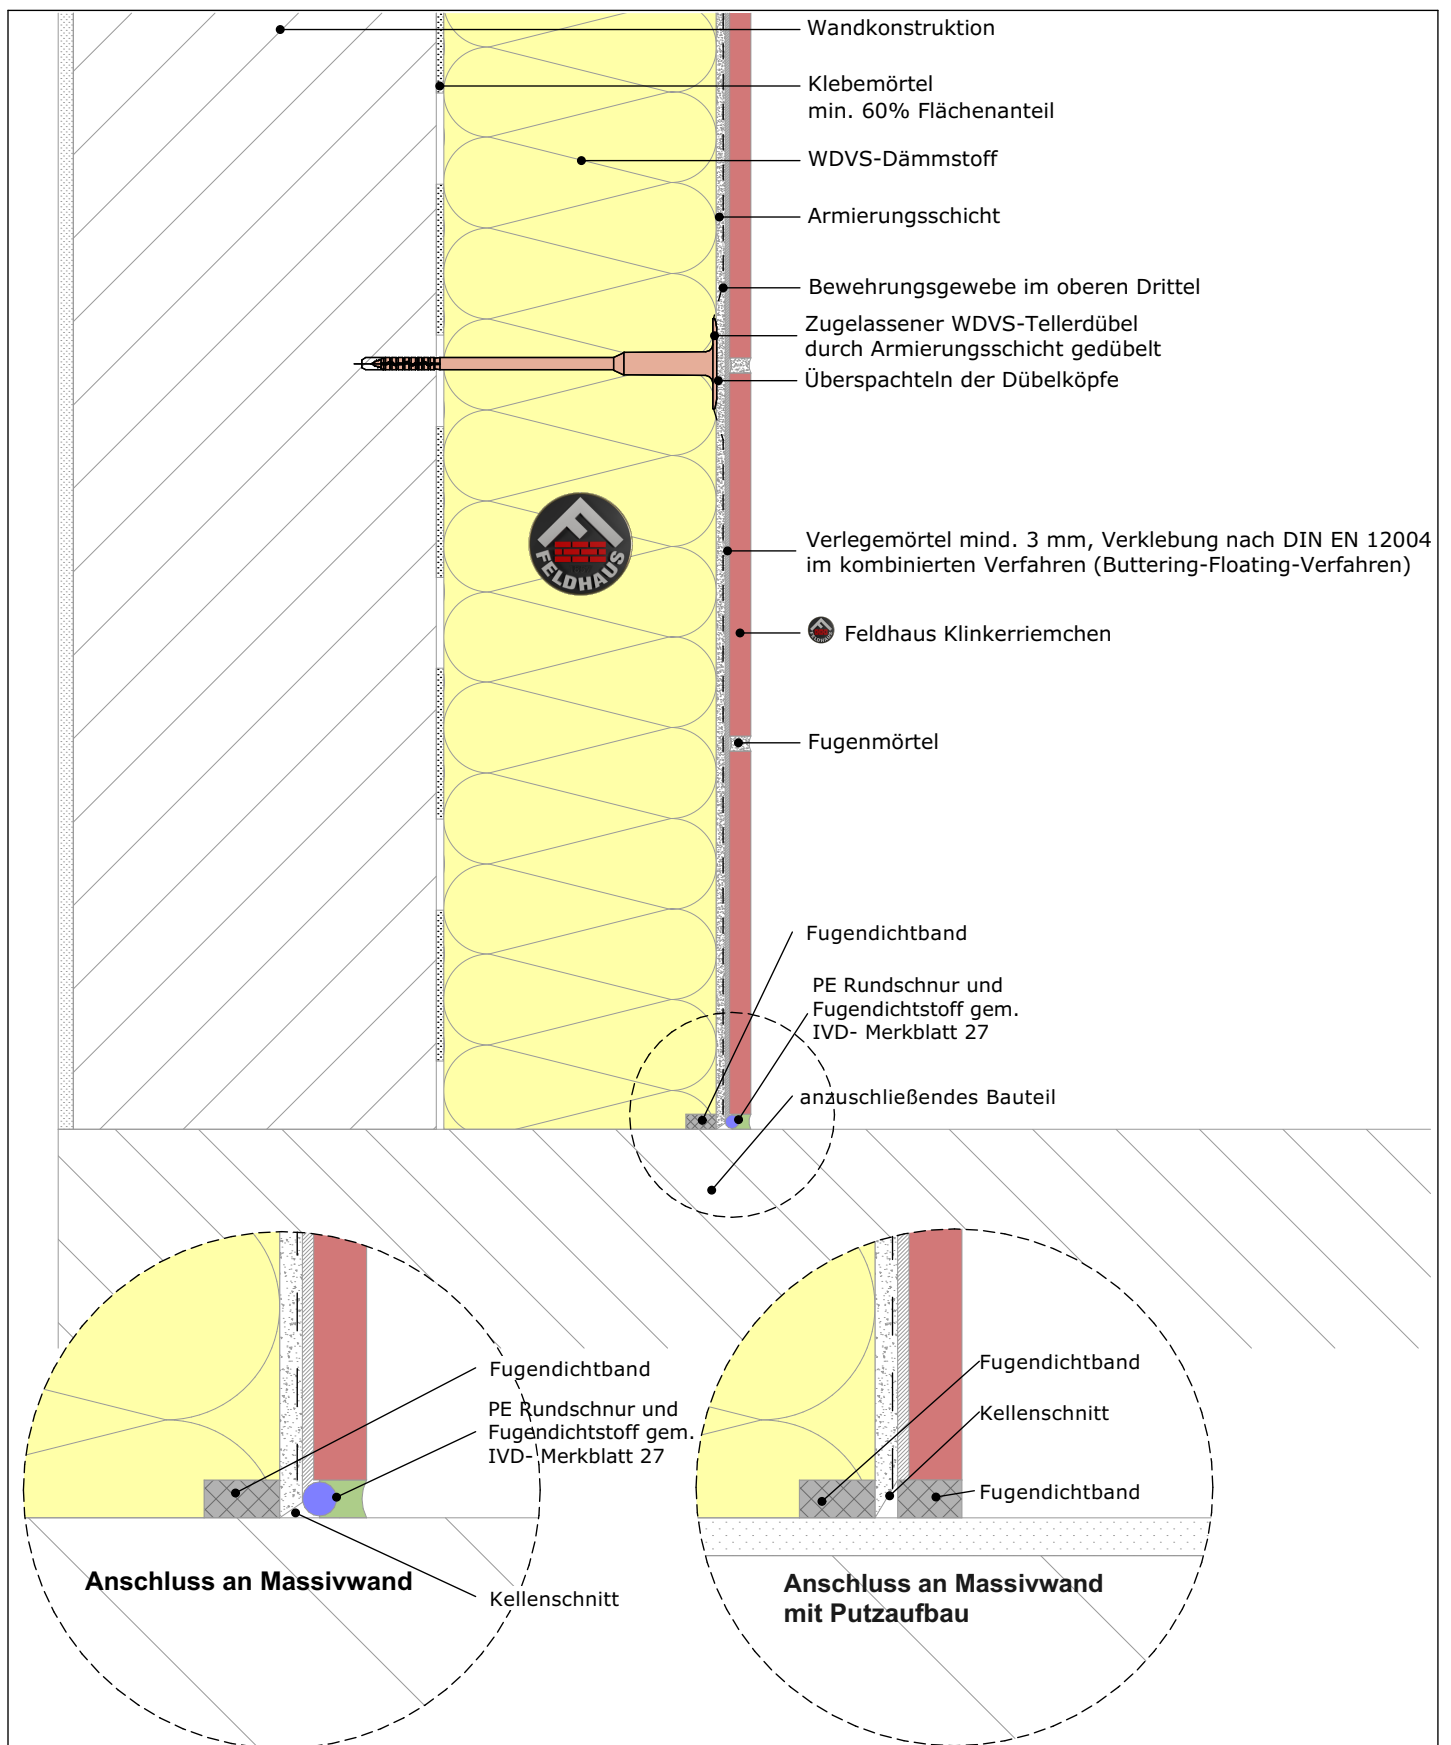 Wandkonstruktion
Klebemörtel
min. 60% Flächenanteil
WDVS-Dämmstoff
Armierungsschicht
Bewehrungsgewebe im oberen Drittel
Zugelassener WDVS-Tellerdübel
durch Armierungsschicht gedübelt
Überspachteln der Dübelköpfe
FELDHAUS
Verlegemörtel mind. 3 mm, Verklebung nach DIN EN 12004
im kombinierten Verfahren (Buttering-Floating-Verfahren)
FELDHAUS
Feldhaus Klinkerriemchen
Fugenmörtel
Fugendichtband
PE Rundschnur und
Fugendichtstoff gem.
IVD- Merkblatt 27
anzuschließendes Bauteil
Fugendichtband
PE Rundschnur und
Fugendichtstoff gem.
IVD- Merkblatt 27
Anschluss an Massivwand
Kellenschnitt
Fugendichtband
Kellenschnitt
Fugendichtband
Anschluss an Massivwand
mit Putzaufbau